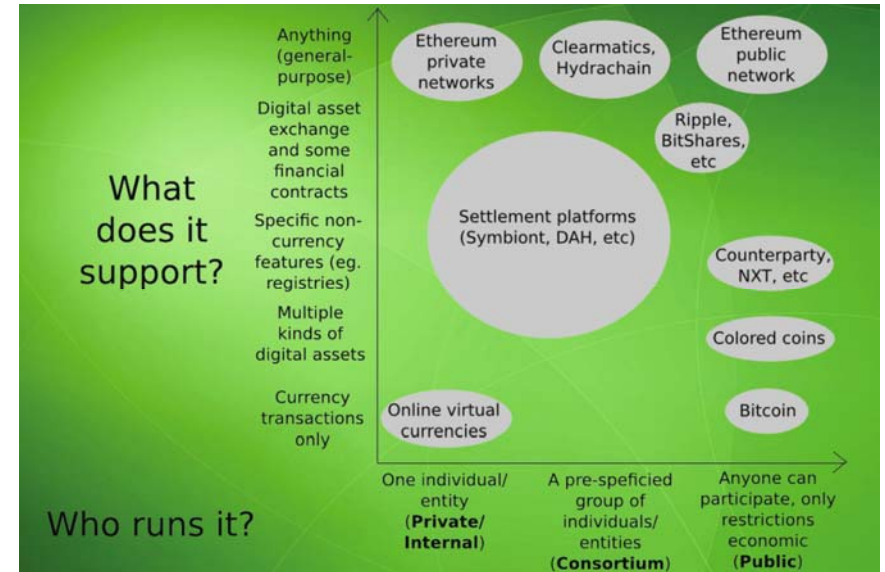 What
does it
support?
Anything
(general-
purpose)
Digital asset
exchange
and some
financial
contracts
Specific non-
currency
features (eg.
registries)
Multiple
kinds of
digital assets
Currency
transactions
only
Ethereum
private
networks
Clearmatics,
Hydrachain
Ethereum
public
network
Ripple,
BitShares,
etc
Settlement platforms
(Symbiont, DAH, etc)
Counterparty,
NXT, etc
Colored coins
Online virtual
currencies
Bitcoin
Who runs it?
One individual/
entity
(Private/
Internal)
A pre-speficied
group of
individuals/
entities
(Consortium)
Anyone can
participate, only
restrictions
economic
(Public)